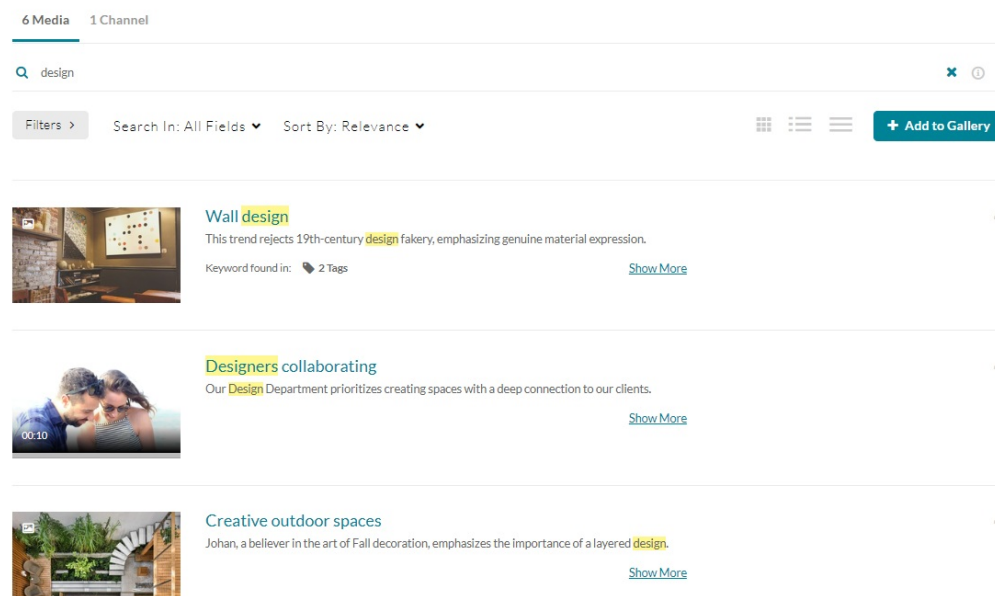 6 Media 1 Channel
design
Filters
Search In: All Fields Sort By: Relevance
+ Add to Gallery
Wall design
This trend rejects 19th-century design fakery, emphasizing genuine material expression.
Keyword found in: 2 Tags Show More
Designers collaborating
Our Design Department prioritizes creating spaces with a deep connection to our clients.
00:10
Show More
Creative outdoor spaces
Johan, a believer in the art of Fall decoration, emphasizes the importance of a layered design.
Show More